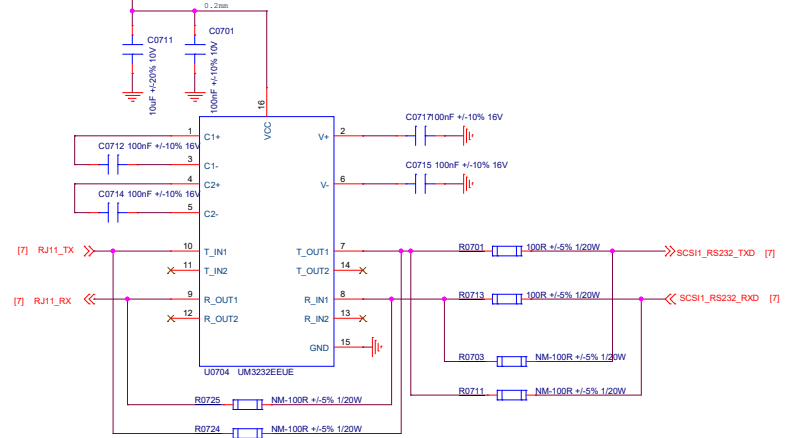 0.2mm
C0711
C0701
10uF +/-20% 10V
100nF +/-10% 10V
16
VCC
1 C1+
V+ 2
C0717 100nF +/-10% 16V
C0712 100nF +/-10% 16V
3 C1-
4 C2+
V- 6
C0715 100nF +/-10% 16V
C0714 100nF +/-10% 16V
5 C2-
[7] RJ11_TX
10 T_IN1
T_OUT1 7
R0701 100R +/-5% 1/20W
SCSI1_RS232_TXD [7]
11 T_IN2
T_OUT2 14
[7] RJ11_RX
9 R_OUT1
R_IN1 8
R0713 100R +/-5% 1/20W
SCSI1_RS232_RXD [7]
12 R_OUT2
R_IN2 13
GND 15
R0703 NM-100R +/-5% 1/20W
U0704 UM3232EEUE
R0711 NM-100R +/-5% 1/20W
R0725 NM-100R +/-5% 1/20W
R0724 NM-100R +/-5% 1/20W